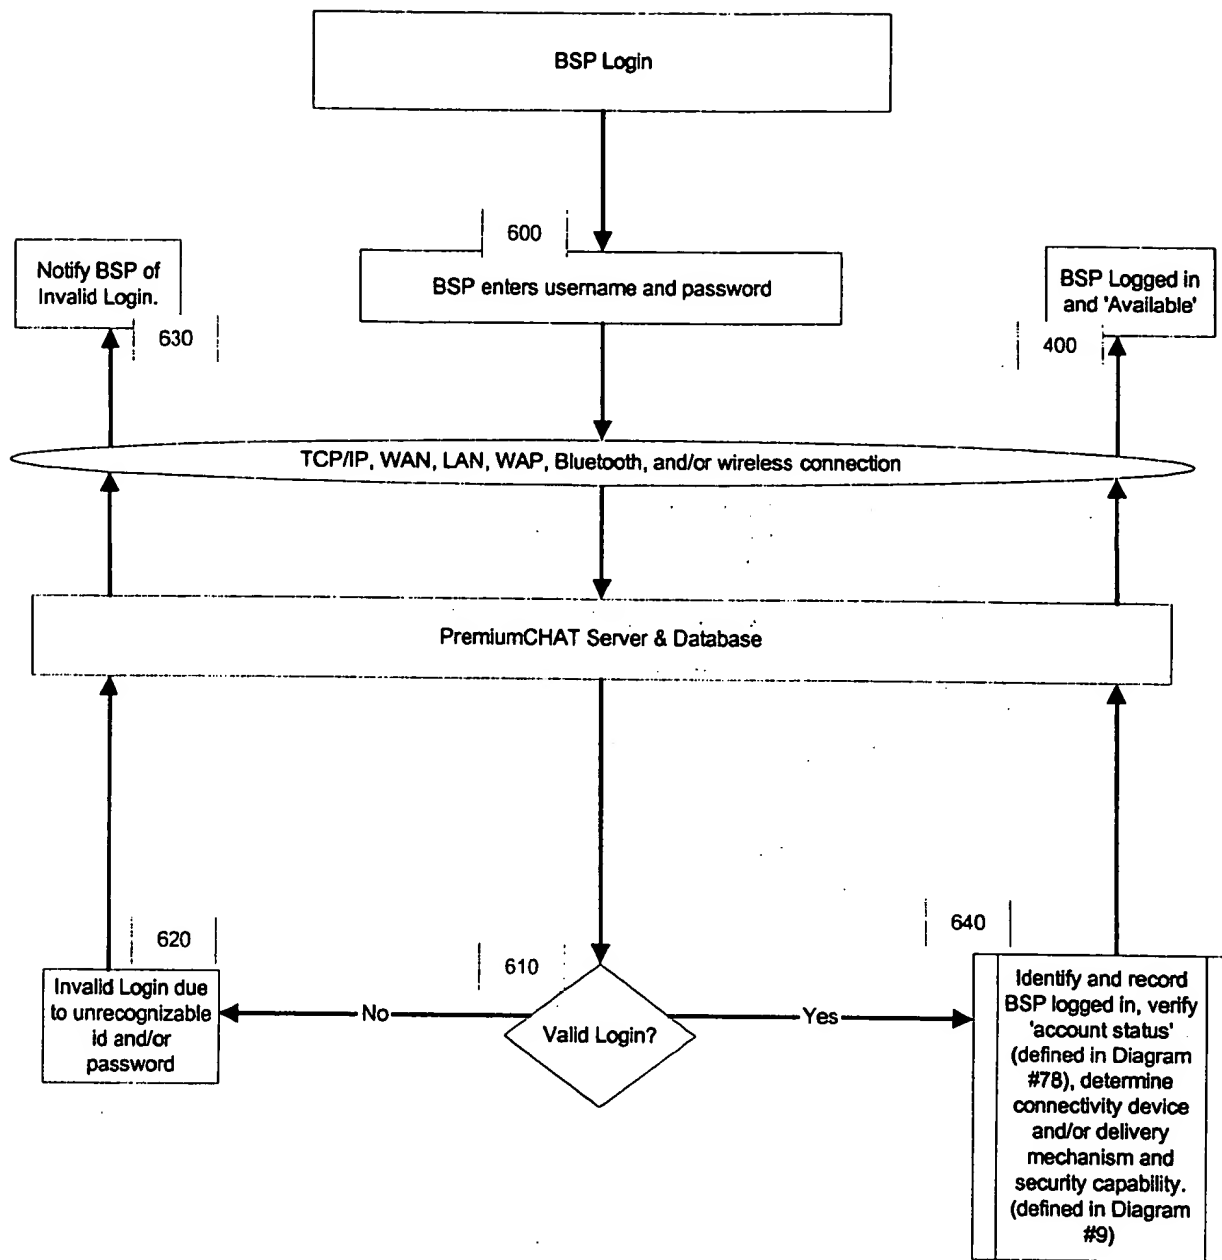 BSP Login
600
BSP enters username and password
Notify BSP of
Invalid Login.
630
BSP Logged in
and 'Available'
400
TCP/IP, WAN, LAN, WAP, Bluetooth, and/or wireless connection
PremiumCHAT Server & Database
620
Invalid Login due
to unrecognizable
id and/or
password
No
610
Valid Login?
Yes
640
Identify and record
BSP logged in, verify
'account status'
(defined in Diagram
#78), determine
connectivity device
and/or delivery
mechanism and
security capability.
(defined in Diagram
#9)